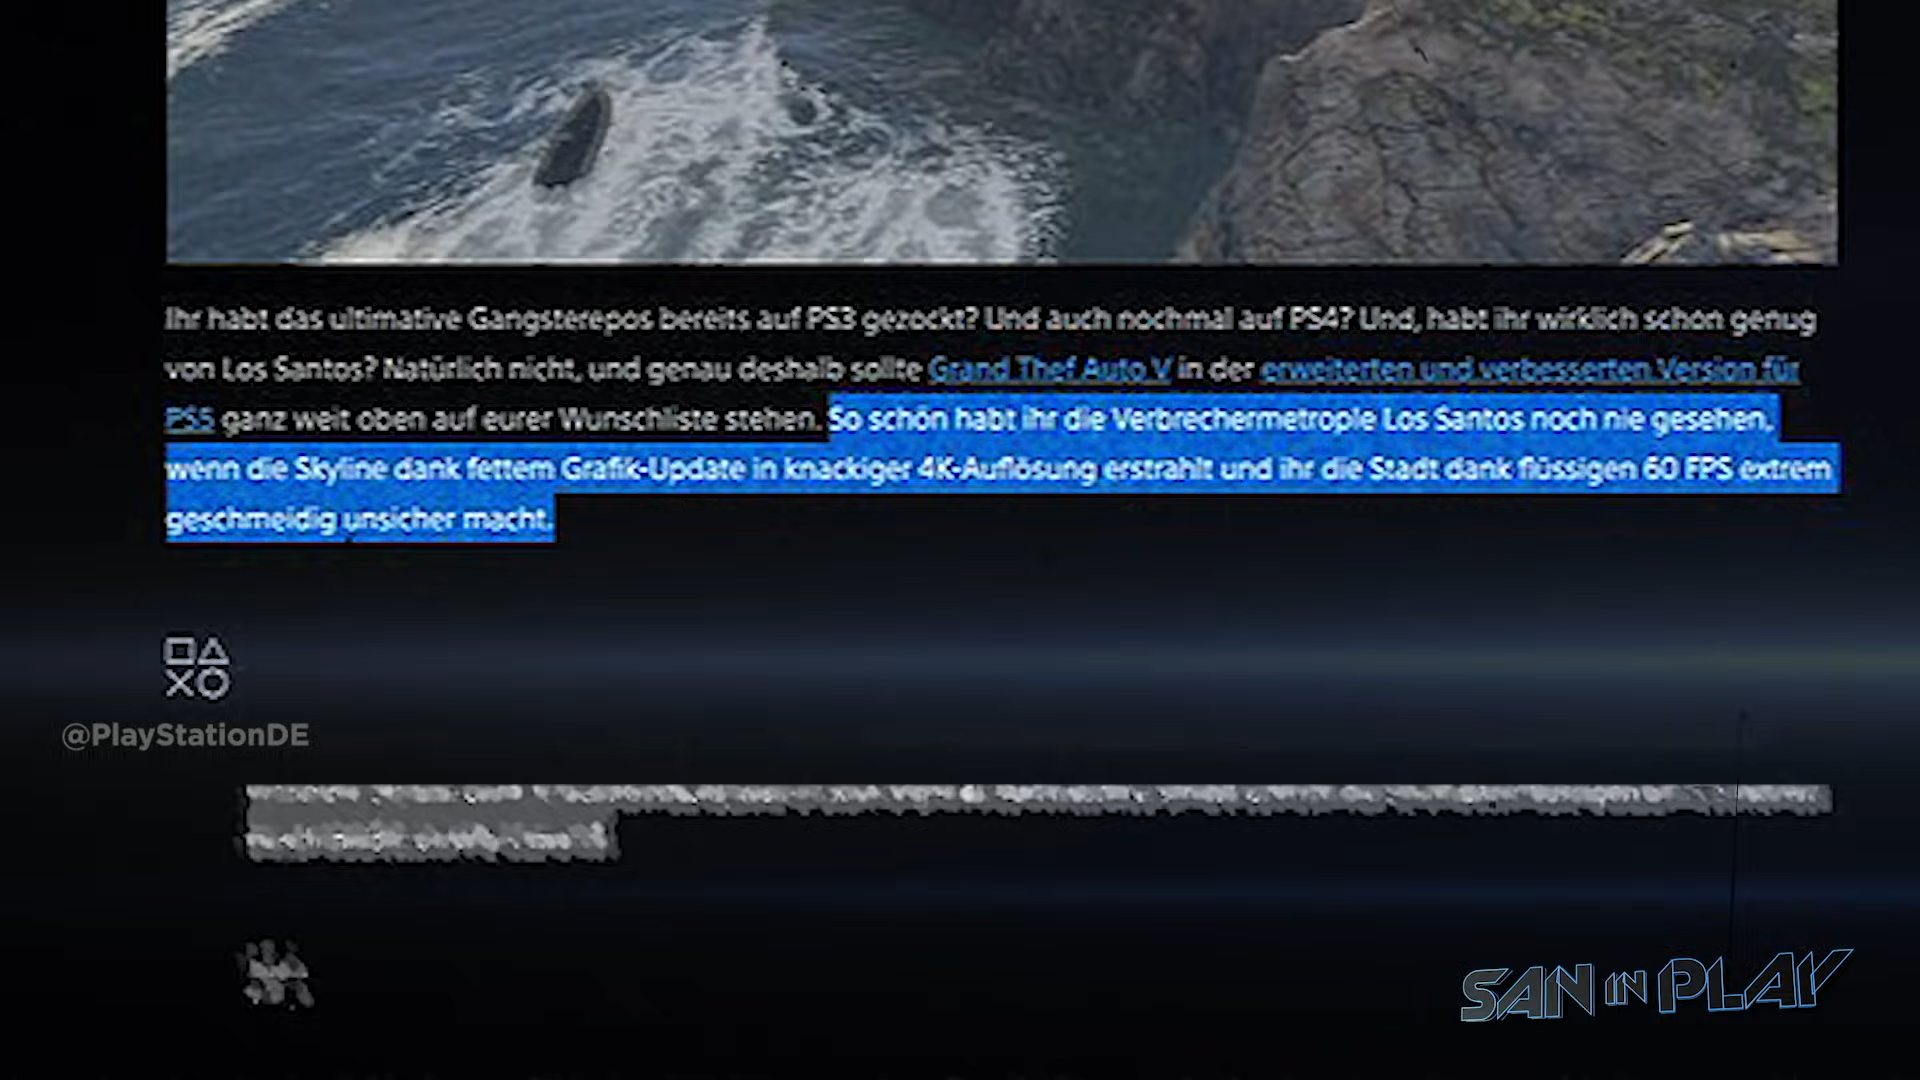 Ihr habt das ultimative Gangsterepos bereits auf PS3 gezockt? Und auch nochmal auf PS4? Und, habt ihr wirklich schon genug
von Los Santos? Natürlich nicht, und genau deshalb sollte Grand Thef Auto V in der erweiterten und verbesserten Version für
PS5 ganz weit oben auf eurer Wunschliste stehen. So schön habt ihr die Verbrechermetrople Los Santos noch nie gesehen,
wenn die Skyline dank fettem Grafik-Update in knackiger 4K-Auflösung erstrahlt und ihr die Stadt dank flüssigen 60 FPS extrem
geschmeidig unsicher macht.
@PlayStationDE
SAN IN PLAY